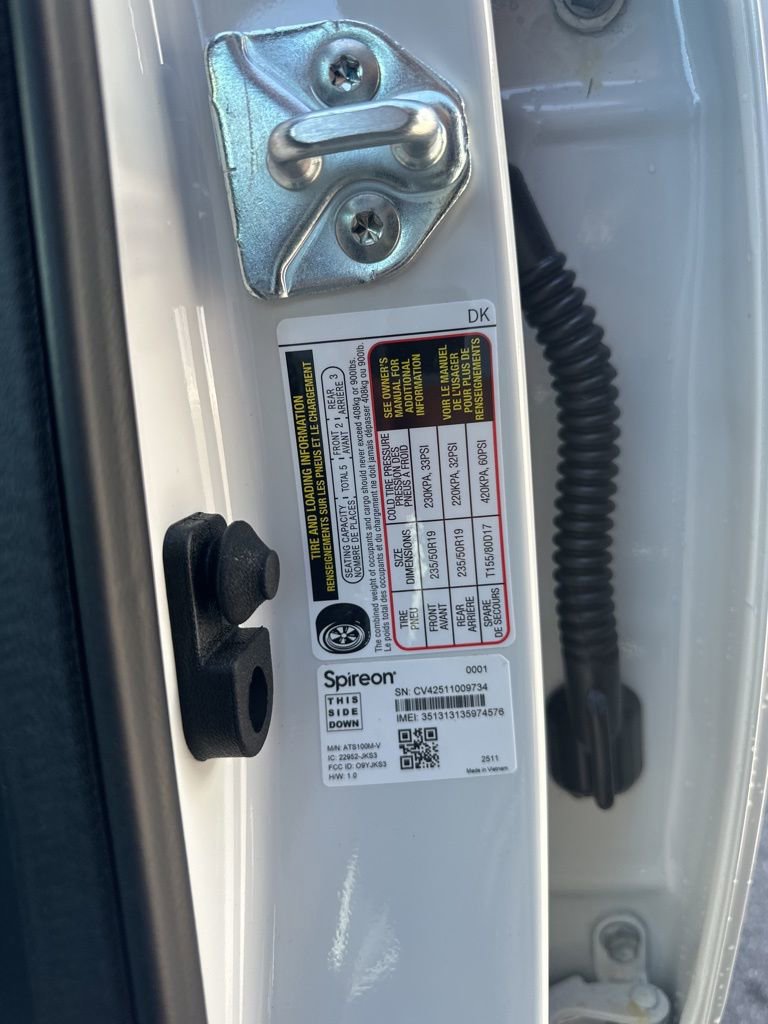 DK
TIRE AND LOADING INFORMATION
RENSEIGNEMENTS SUR LES PNEUS ET LE CHARGEMENT
SEATING CAPACITY TOTAL 5 FRONT 2 REAR 3
NOMBRE DE PLACES AVANT ARRIÈRE
The combined weight of occupants and cargo should never exceed 408kg or 900lbs.
Le poids total des occupants et du chargement ne doit jamais dépasser 408kg ou 900lb.
TIRE SIZE COLD TIRE PRESSURE
PNEU DIMENSIONS PRESSION DES PNEUS A FROID
FRONT 235/50R19 230KPA, 33PSI
AVANT
REAR 235/50R19 220KPA, 32PSI
ARRIÈRE
SPARE T155/80D17 420KPA, 60PSI
DE SECOURS
SEE OWNER'S
MANUAL FOR
ADDITIONAL
INFORMATION
VOIR LE MANUEL
DE L'USAGER
POUR PLUS DE
RENSEIGNEMENTS
Spireon® 0001
SN: CV42511009734
THIS
SIDE
DOWN
IMEI: 351313135974576
M/N: ATS100M-V
IC: 22952-JKS3
FCC ID: O9YJKS3
H/W: 1.0
2511
Made in Vietnam